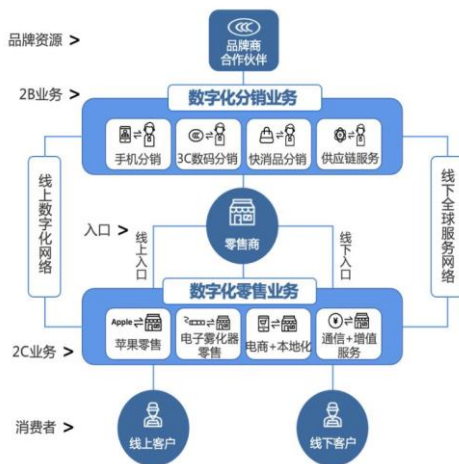 品牌资源 >
品牌商
合作伙伴
2B业务 >
数字化分销业务
手机分销
3C数码分销
快消品分销
供应链服务
线上数字化网络
线下全球服务网络
入口 >
零售商
线上入口
线下入口
数字化零售业务
2C业务 >
Apple
苹果零售
电子雾化器
零售
电商+本地化
通信+增值
服务
消费者 >
线上客户
线下客户